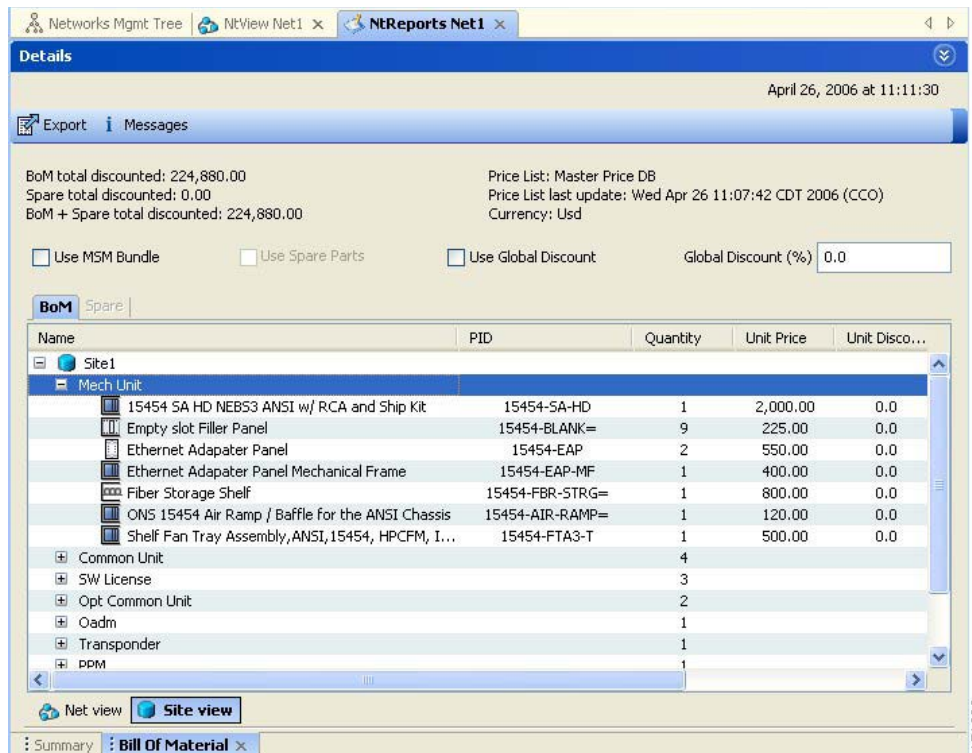 Networks Mgmt Tree NtView Net1 NtReports Net1
Details
April 26, 2006 at 11:11:30
Export i Messages
BoM total discounted: 224,880.00 Price List: Master Price DB
Spare total discounted: 0.00 Price List last update: Wed Apr 26 11:07:42 CDT 2006 (CCO)
BoM + Spare total discounted: 224,880.00 Currency: Usd
Use MSM Bundle Use Spare Parts Use Global Discount Global Discount (%) 0.0
BoM Spare
Name PID Quantity Unit Price Unit Disco...
Site1
Mech Unit
15454 SA HD NEBS3 ANSI w/ RCA and Ship Kit 15454-SA-HD 1 2,000.00 0.0
Empty slot Filler Panel 15454-BLANK= 9 225.00 0.0
Ethernet Adapater Panel 15454-EAP 2 550.00 0.0
Ethernet Adapater Panel Mechanical Frame 15454-EAP-MF 1 400.00 0.0
Fiber Storage Shelf 15454-FBR-STRG= 1 800.00 0.0
ONS 15454 Air Ramp / Baffle for the ANSI Chassis 15454-AIR-RAMP= 1 120.00 0.0
Shelf Fan Tray Assembly,ANSI,15454, HPCFM, I... 15454-FTA3-T 1 500.00 0.0
Common Unit 4
SW License 3
Opt Common Unit 2
Oadm 1
Transponder 1
PPM 1
Net view Site view
Summary Bill Of Material